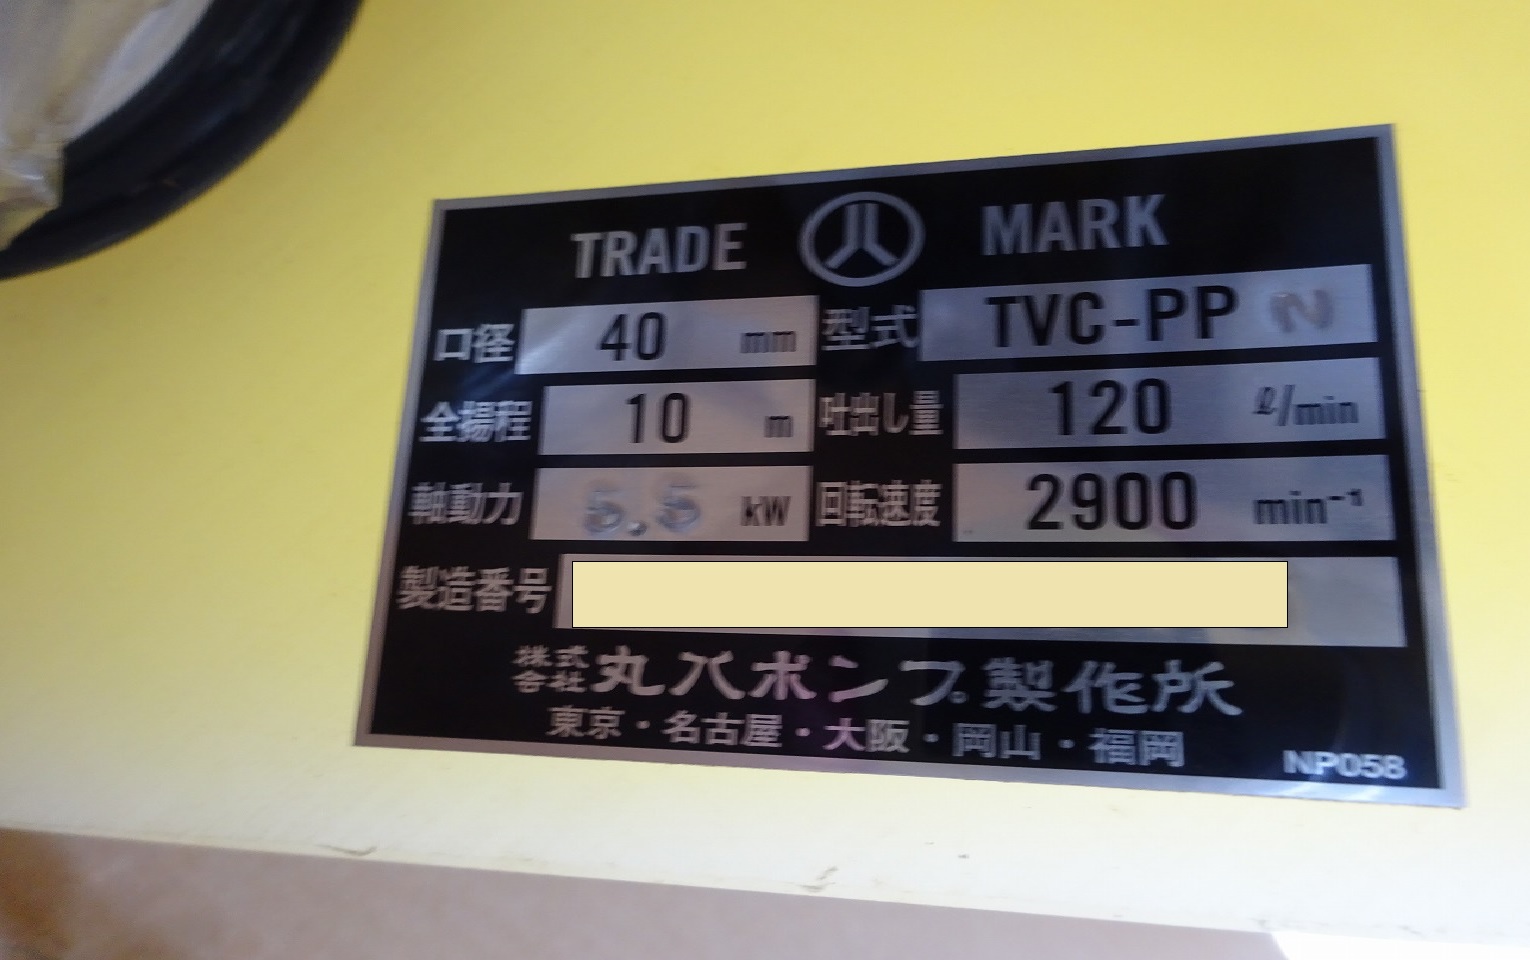 TRADE MARK
口径 40 mm 型式 TVC-PP N
全揚程 10 m 吐出し量 120 ℓ/min
軸動力 5.5 kW 回転速度 2900 min⁻¹
製造番号
株式会社 丸八ポンプ製作所
東京・名古屋・大阪・岡山・福岡
NP058